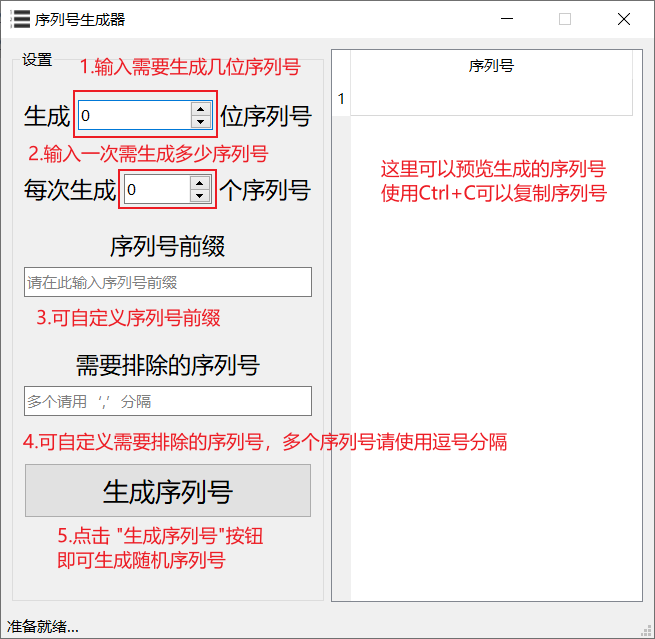 序列号生成器
设置
1.输入需要生成几位序列号
生成 0 位序列号
2.输入一次需生成多少序列号
每次生成 0 个序列号
序列号前缀
请在此输入序列号前缀
3.可自定义序列号前缀
需要排除的序列号
多个请用 ‘,’ 分隔
4.可自定义需要排除的序列号，多个序列号请使用逗号分隔
生成序列号
5.点击 "生成序列号"按钮
即可生成随机序列号
序列号
1
这里可以预览生成的序列号
使用Ctrl+C可以复制序列号
准备就绪...